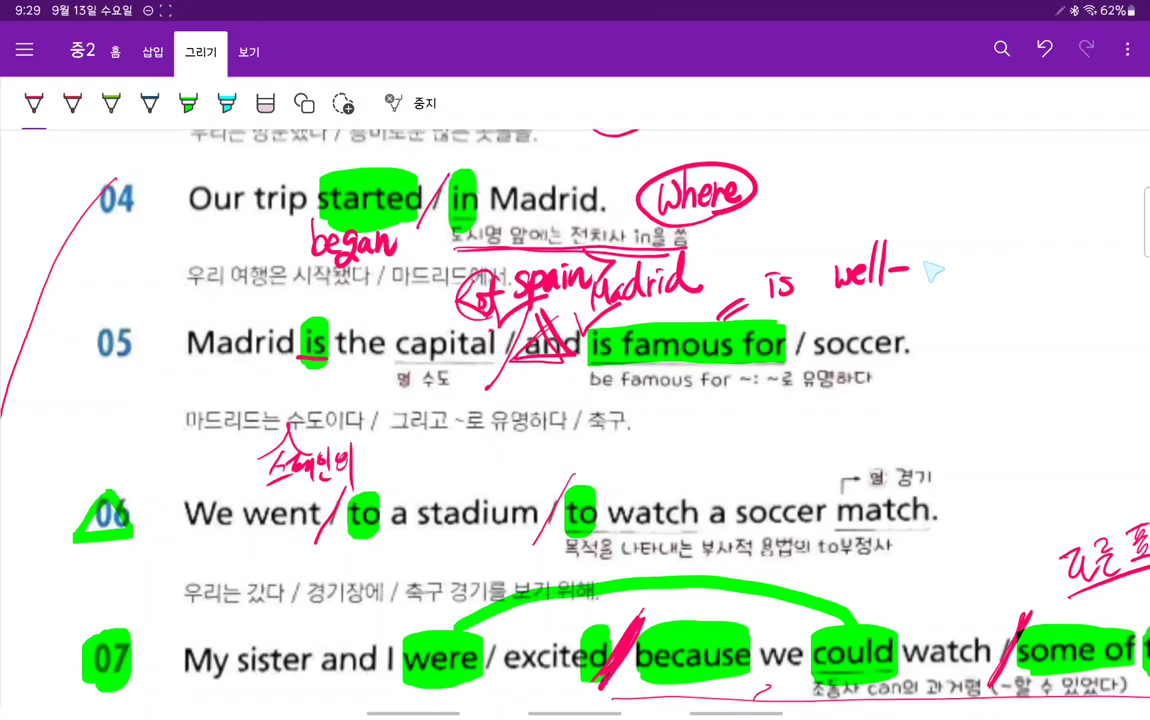 9:29 9월 13일 수요일 62%
중2 홈 삽입 그리기 보기
중지
04 Our trip started / in Madrid. Where
began 도시명 앞에는 전치사 in을 씀
우리 여행은 시작됐다 / 마드리드에서.
of spain Madrid is well-
05 Madrid is the capital / and is famous for / soccer.
명 수도 be famous for ~: ~로 유명하다
마드리드는 수도이다 / 그리고 ~로 유명하다 / 축구.
스페인의
명 경기
06 We went / to a stadium / to watch a soccer match.
목적을 나타내는 부사적 용법의 to부정사
우리는 갔다 / 경기장에 / 축구 경기를 보기 위해.
07 My sister and I were / excited / because we could watch / some of t
조동사 can의 과거형 (~할 수 있었다)